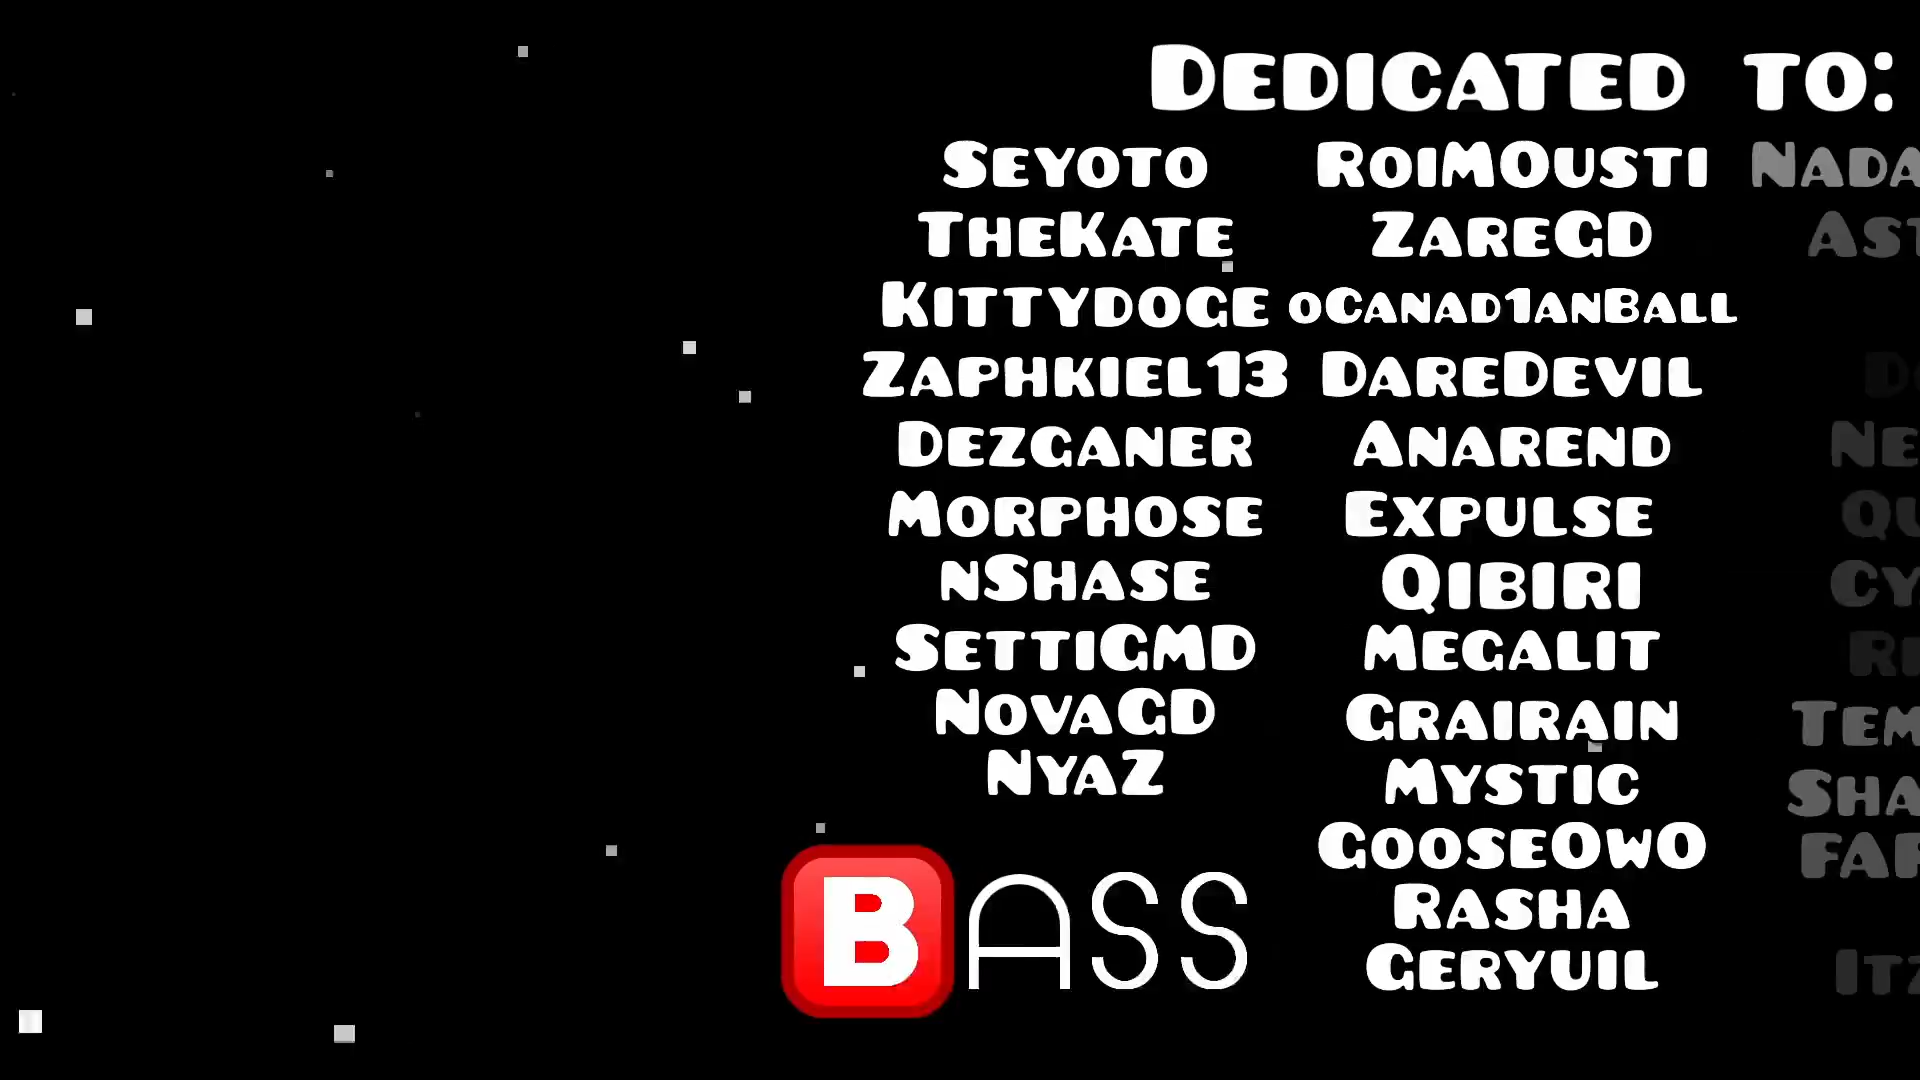 Dedicated to:
Seyoto
TheKate
Kittydoge
Zaphkiel13
Dezganer
Morphose
nShase
SettiGMD
NovaGD
NyaZ
BASS
RoiMOusti
ZareGD
oCanad1anBall
DareDevil
Anarend
Expulse
Qibiri
Megalit
Grairain
Mystic
GooseOwO
Rasha
Geryuil